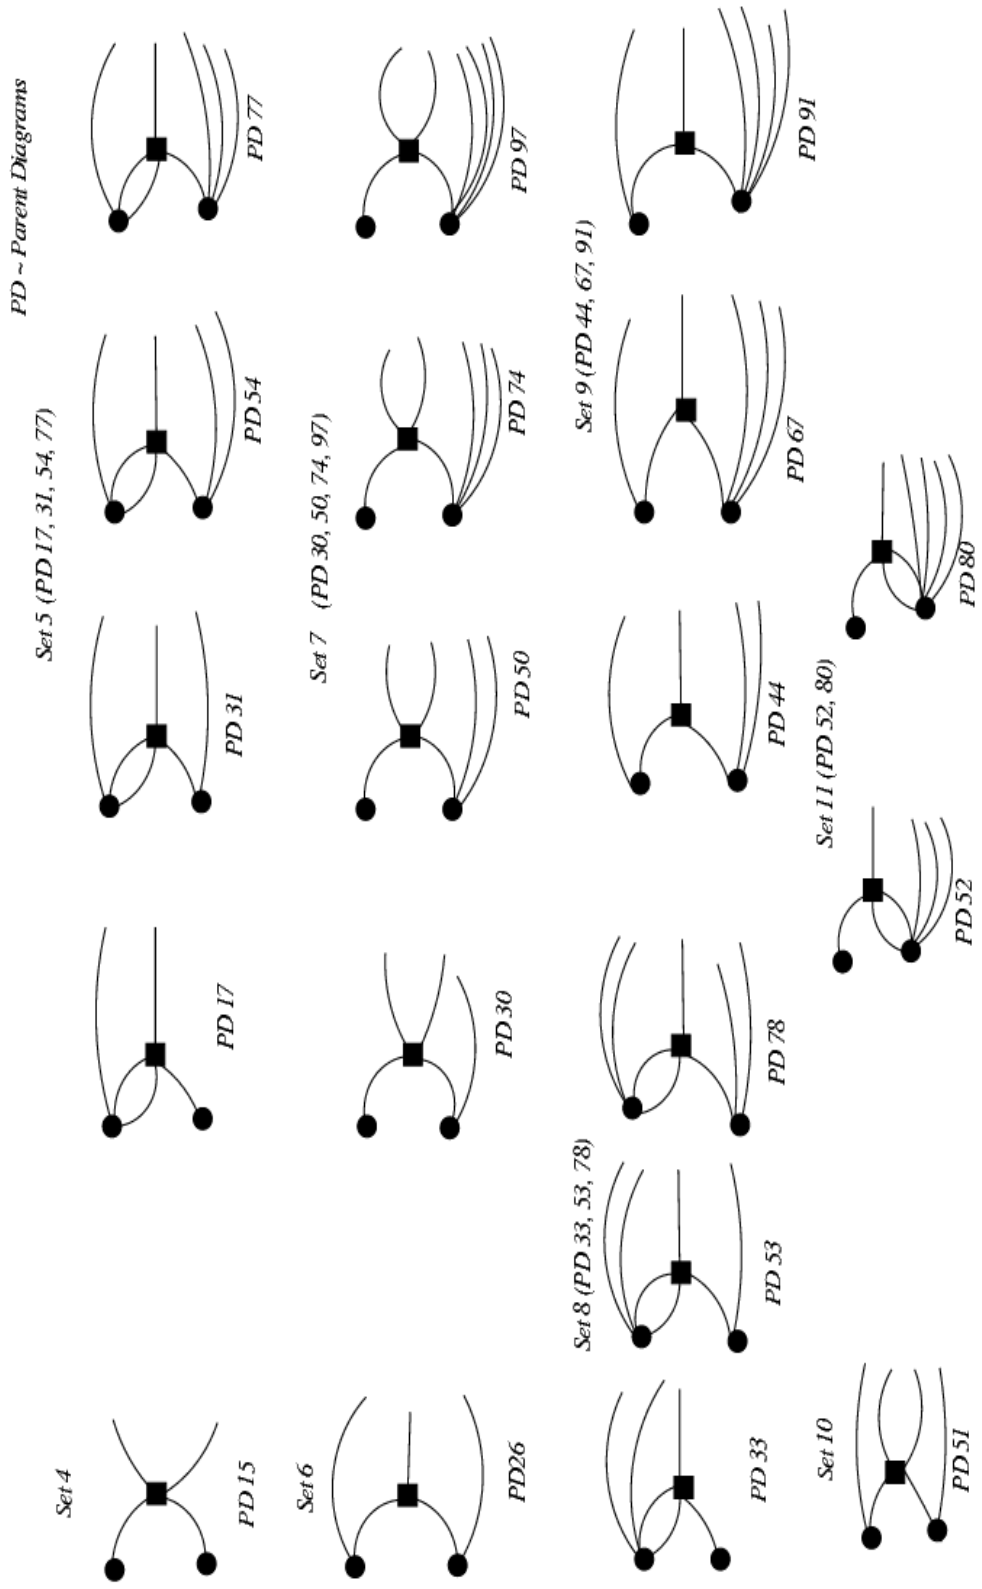 PD ~ Parent Diagrams
Set 4
Set 5 (PD 17, 31, 54, 77)
PD 15
PD 17
PD 31
PD 54
PD 77
Set 6
Set 7 (PD 30, 50, 74, 97)
PD26
PD 30
PD 50
PD 74
PD 97
Set 8 (PD 33, 53, 78)
Set 9 (PD 44, 67, 91)
PD 33
PD 53
PD 78
PD 44
PD 67
PD 91
Set 10
Set 11 (PD 52, 80)
PD 51
PD 52
PD 80